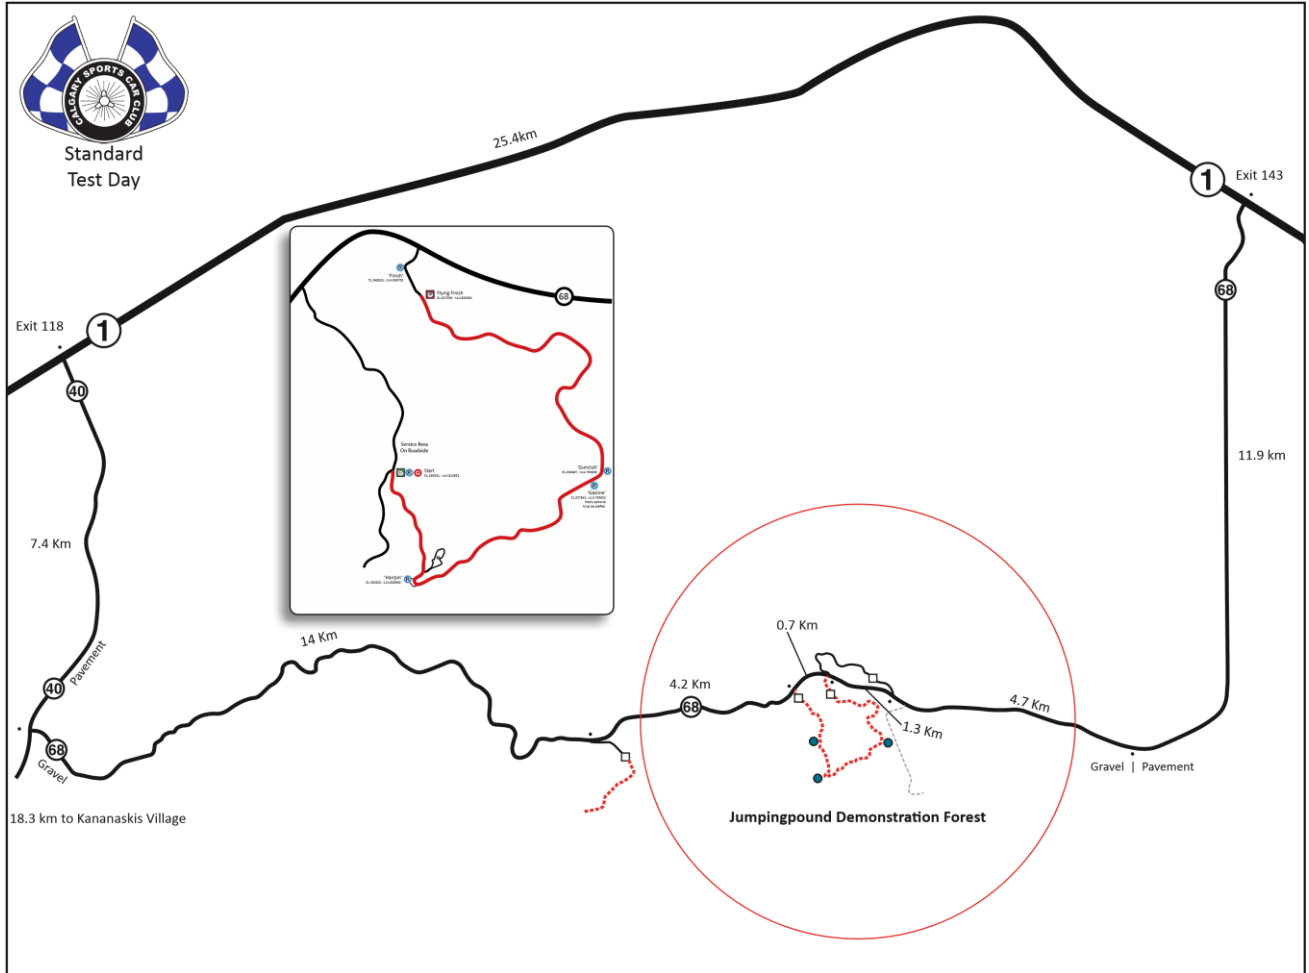 CALGARY SPORTS CAR CLUB
Standard
Test Day
25.4km
1
Exit 143
68
Exit 118
1
40
'Finish'
Flying Finish
68
Service Area
On Roadside
Start
'Gunclub'
'Gasline'
'Hairpin'
11.9 km
7.4 Km
Pavement
40
68
Gravel
14 Km
18.3 km to Kananaskis Village
0.7 Km
4.2 Km
68
1.3 Km
4.7 Km
Gravel | Pavement
Jumpingpound Demonstration Forest